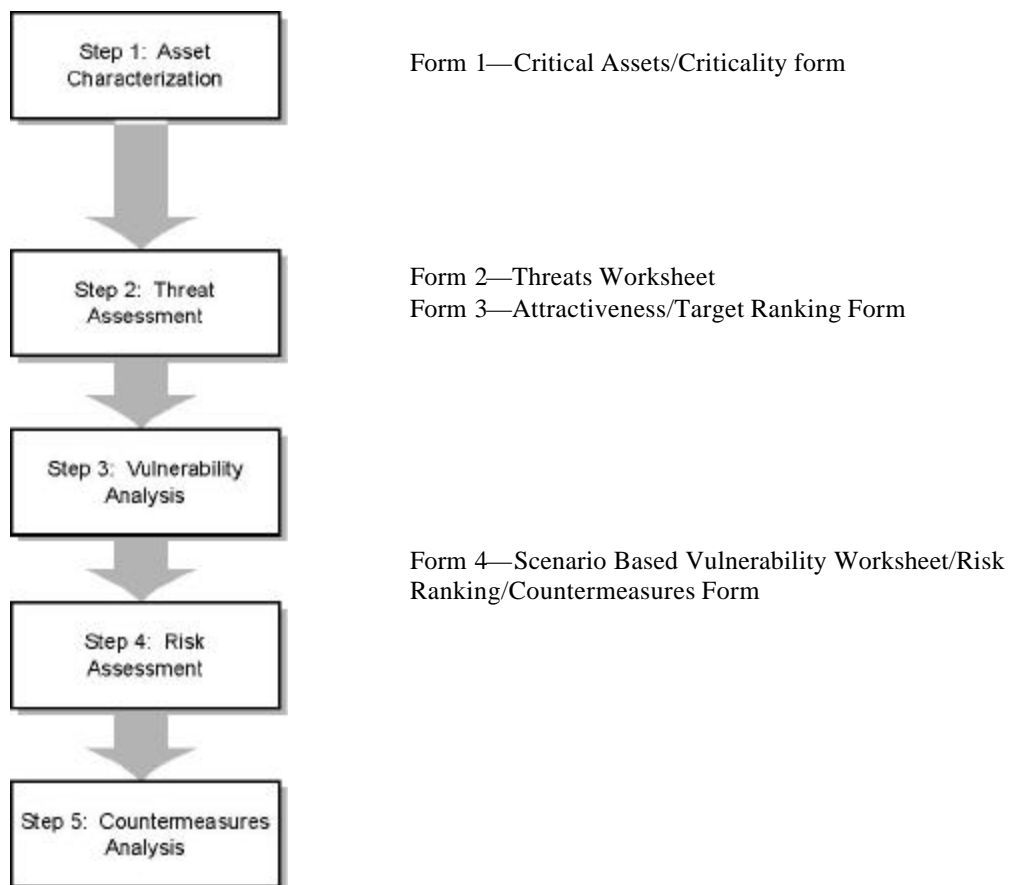 Step 1: Asset
Characterization
Form 1—Critical Assets/Criticality form
Step 2: Threat
Assessment
Form 2—Threats Worksheet
Form 3—Attractiveness/Target Ranking Form
Step 3: Vulnerability
Analysis
Form 4—Scenario Based Vulnerability Worksheet/Risk
Ranking/Countermeasures Form
Step 4: Risk
Assessment
Step 5: Countermeasures
Analysis